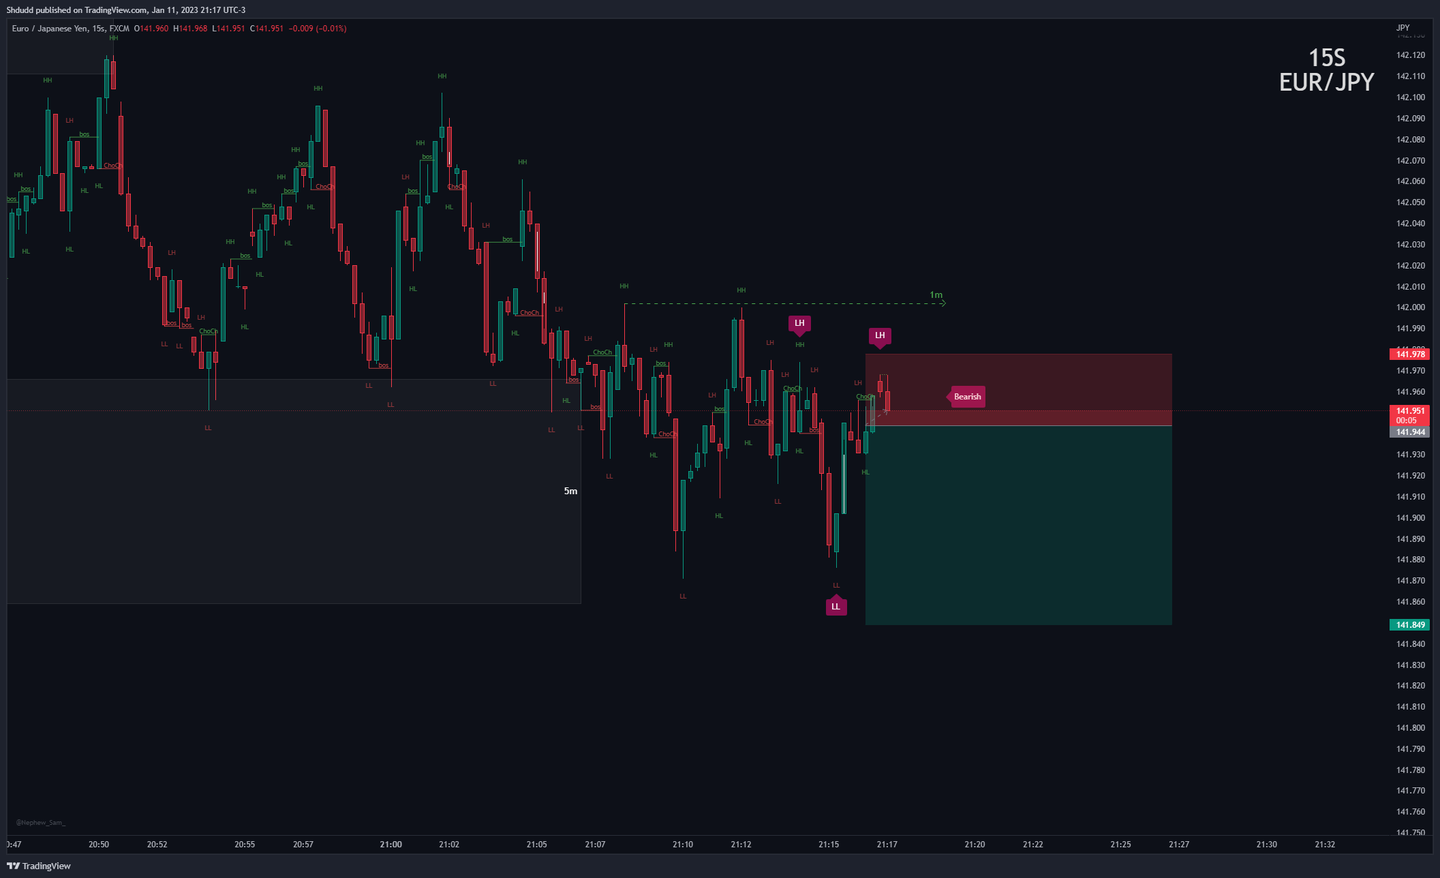 Shdudd published on TradingView.com, Jan 11, 2023 21:17 UTC-3
Euro / Japanese Yen, 15s, FXCM O141.960 H141.968 L141.951 C141.951 −0.009 (−0.01%)
JPY
15S
EUR/JPY
142.120
142.110
142.100
142.090
142.080
142.070
142.060
142.050
142.040
142.030
142.020
142.010
142.000
141.990
141.978
141.970
141.960
141.951
00:05
141.944
141.930
141.920
141.910
141.900
141.890
141.880
141.870
141.860
141.849
141.840
141.830
141.820
141.810
141.800
141.790
141.780
141.770
141.760
141.750
HH
HH
LH
bos
ChoCh
HH
bos
bos
HL
HL
HL
HL
LH
bos
bos
LL
LL
LH
ChoCh
LL
HH
bos
HL
HL
HH
bos
HH
bos
HL
HH
bos
HH
ChoCh
HL
bos
LL
LL
LH
bos
HL
HH
bos
HH
ChoCh
HL
LH
bos
LL
HH
ChoCh
HL
LH
LL
bos
HL
LH
bos
LL
ChoCh
LL
HH
1m
LH
bos
HH
ChoCh
HL
LL
LH
bos
HL
HH
ChoCh
HL
LH
LL
LH
ChoCh
LH
HH
LH
bos
HL
LL
LL
LH
ChoCh
HL
LH
Bearish
5m
@Nephew_Sam_
0:47
20:50
20:52
20:55
20:57
21:00
21:02
21:05
21:07
21:10
21:12
21:15
21:17
21:20
21:22
21:25
21:27
21:30
21:32
TradingView